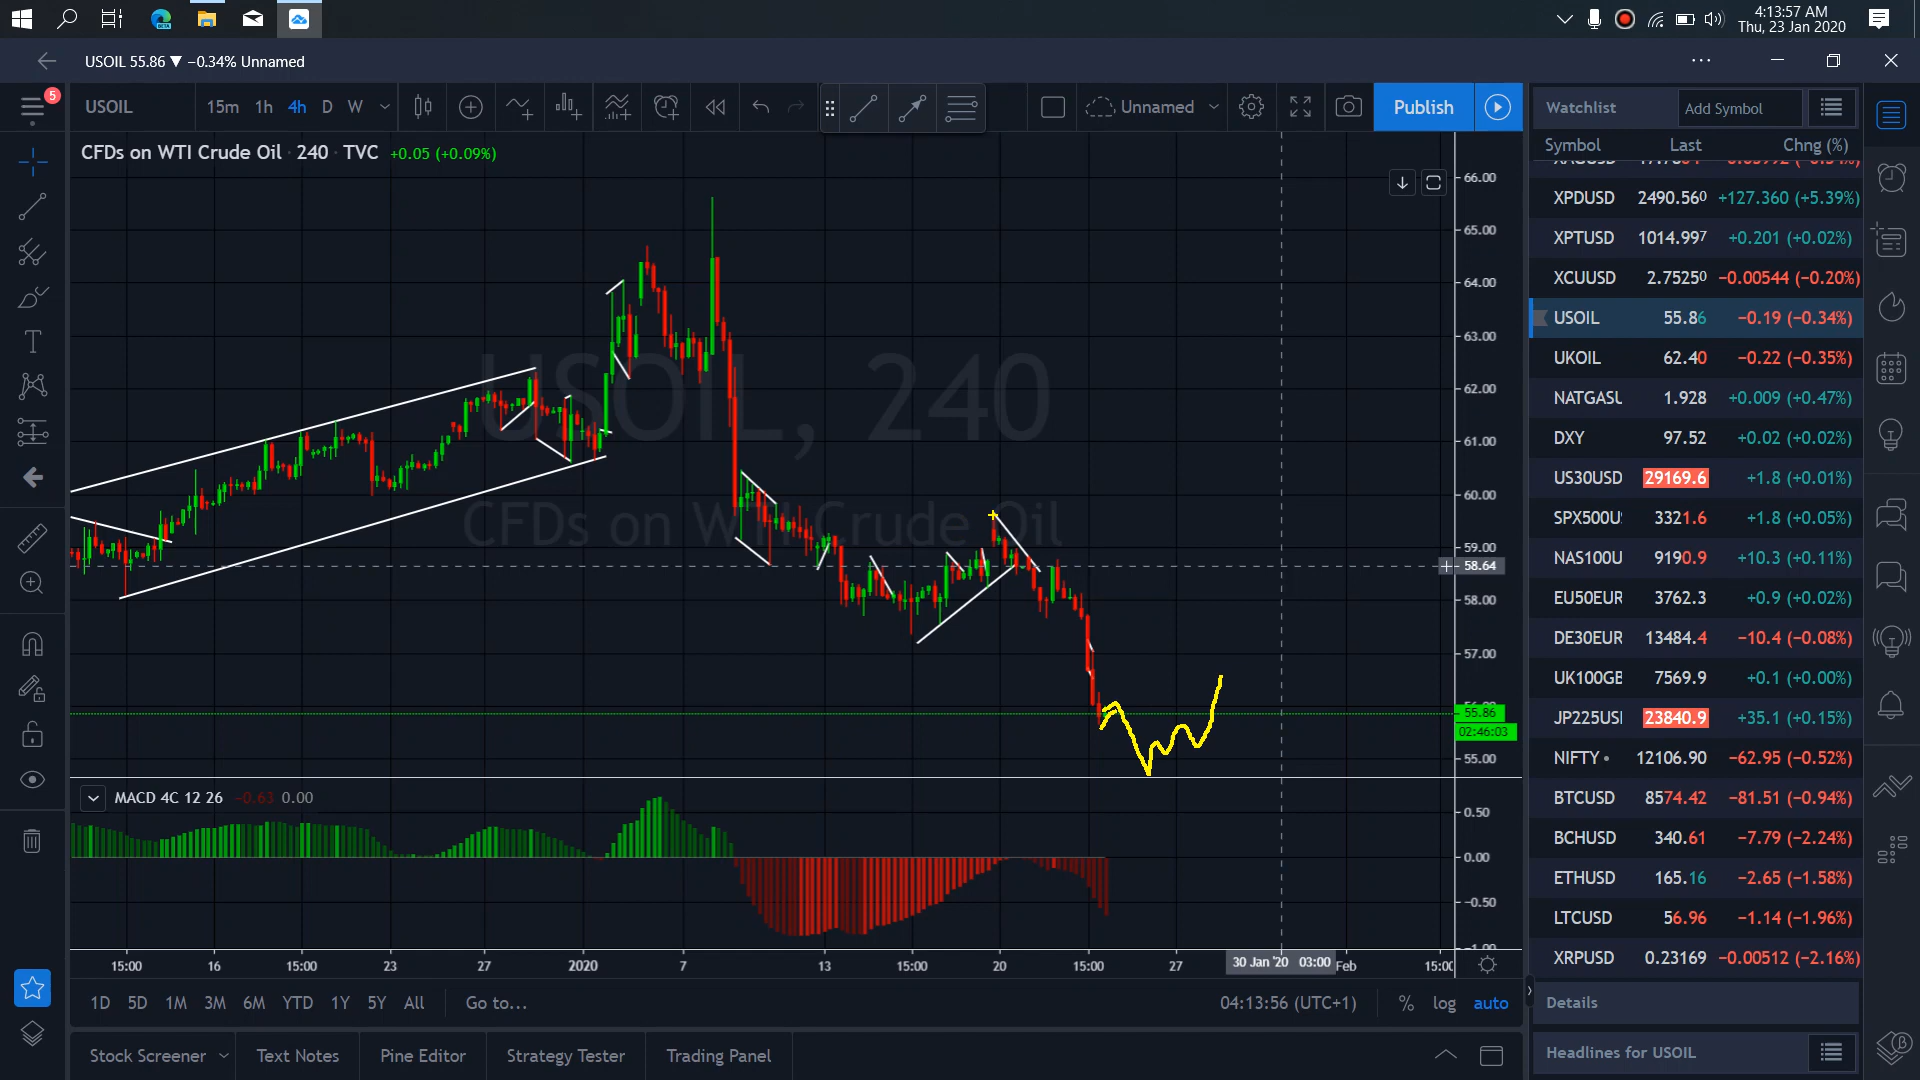 4:13:57 AM
Thu, 23 Jan 2020
USOIL 55.86 ▼ −0.34% Unnamed
5
USOIL 15m 1h 4h D W Unnamed Publish
Watchlist Add Symbol
Symbol Last Chng (%)
CFDs on WTI Crude Oil · 240 · TVC +0.05 (+0.09%)
USOIL, 240
CFDs on WTI Crude Oil
66.00
65.00
64.00
63.00
62.00
61.00
60.00
59.00
58.64
58.00
57.00
55.86
02:46:03
55.00
MACD 4C 12 26 −0.63 0.00
0.50
0.00
−0.50
15:00 16 15:00 23 27 2020 7 13 15:00 20 15:00 27 30 Jan '20 03:00 Feb
1D 5D 1M 3M 6M YTD 1Y 5Y All Go to...
04:13:56 (UTC+1) % log auto
Stock Screener Text Notes Pine Editor Strategy Tester Trading Panel
XPDUSD 2490.560 +127.360 (+5.39%)
XPTUSD 1014.997 +0.201 (+0.02%)
XCUUSD 2.75250 −0.00544 (−0.20%)
USOIL 55.86 −0.19 (−0.34%)
UKOIL 62.40 −0.22 (−0.35%)
NATGASU 1.928 +0.009 (+0.47%)
DXY 97.52 +0.02 (+0.02%)
US30USD 29169.6 +1.8 (+0.01%)
SPX500U 3321.6 +1.8 (+0.05%)
NAS100U 9190.9 +10.3 (+0.11%)
EU50EUR 3762.3 +0.9 (+0.02%)
DE30EUR 13484.4 −10.4 (−0.08%)
UK100GB 7569.9 +0.1 (+0.00%)
JP225USI 23840.9 +35.1 (+0.15%)
NIFTY 12106.90 −62.95 (−0.52%)
BTCUSD 8574.42 −81.51 (−0.94%)
BCHUSD 340.61 −7.79 (−2.24%)
ETHUSD 165.16 −2.65 (−1.58%)
LTCUSD 56.96 −1.14 (−1.96%)
XRPUSD 0.23169 −0.00512 (−2.16%)
Details
Headlines for USOIL